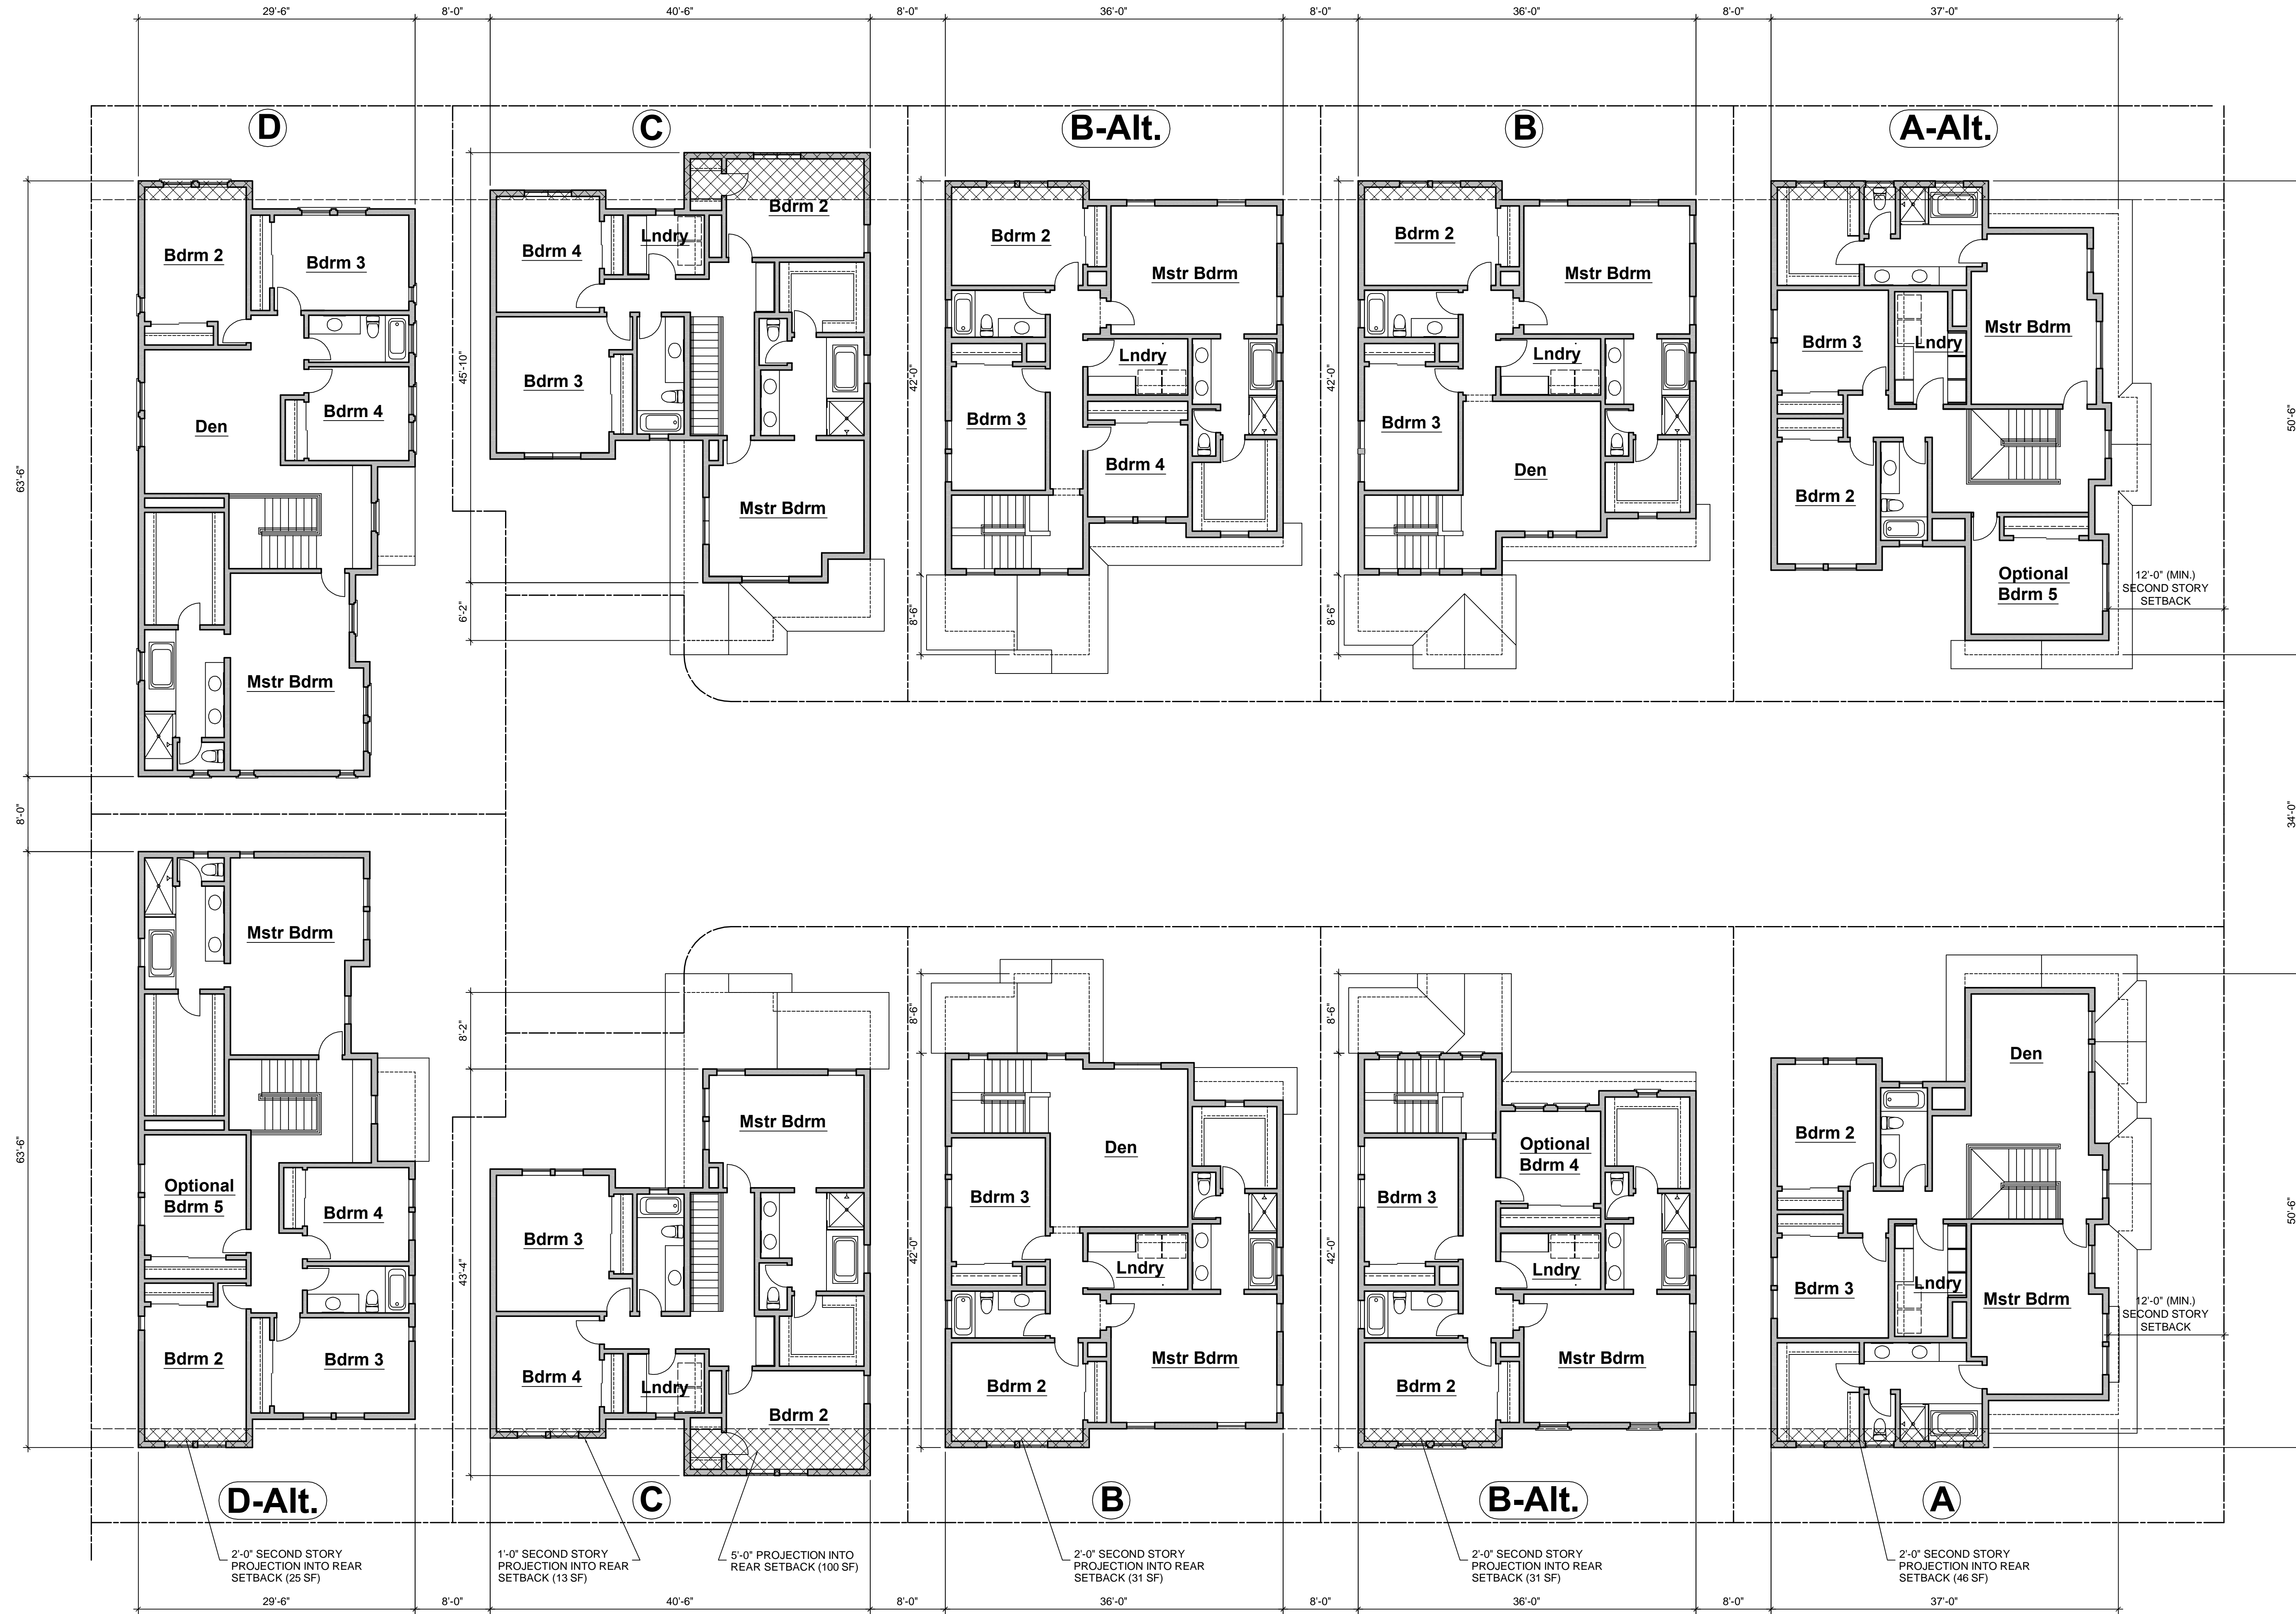 29'-6"
8'-0"
40'-6"
8'-0"
36'-0"
8'-0"
36'-0"
8'-0"
37'-0"
D
C
B-Alt.
B
A-Alt.
63'-6"
Bdrm 2
Bdrm 3
Den
Bdrm 4
Mstr Bdrm
45'-10"
6'-2"
Bdrm 4
Lndry
Bdrm 2
Bdrm 3
Mstr Bdrm
42'-0"
8'-6"
Bdrm 2
Mstr Bdrm
Lndry
Bdrm 3
Bdrm 4
42'-0"
8'-6"
Bdrm 2
Mstr Bdrm
Lndry
Bdrm 3
Den
Mstr Bdrm
Bdrm 3
Lndry
Bdrm 2
Optional
Bdrm 5
12'-0" (MIN.)
SECOND STORY
SETBACK
50'-6"
8'-0"
34'-0"
63'-6"
Mstr Bdrm
Optional
Bdrm 5
Bdrm 4
Bdrm 2
Bdrm 3
8'-2"
43'-4"
Mstr Bdrm
Bdrm 3
Bdrm 4
Lndry
Bdrm 2
8'-6"
42'-0"
Den
Bdrm 3
Lndry
Mstr Bdrm
Bdrm 2
8'-6"
42'-0"
Optional
Bdrm 4
Bdrm 3
Lndry
Mstr Bdrm
Bdrm 2
Den
Bdrm 2
Bdrm 3
Lndry
Mstr Bdrm
12'-0" (MIN.)
SECOND STORY
SETBACK
50'-6"
D-Alt.
C
B
B-Alt.
A
2'-0" SECOND STORY
PROJECTION INTO REAR
SETBACK (25 SF)
1'-0" SECOND STORY
PROJECTION INTO REAR
SETBACK (13 SF)
5'-0" PROJECTION INTO
REAR SETBACK (100 SF)
2'-0" SECOND STORY
PROJECTION INTO REAR
SETBACK (31 SF)
2'-0" SECOND STORY
PROJECTION INTO REAR
SETBACK (31 SF)
2'-0" SECOND STORY
PROJECTION INTO REAR
SETBACK (46 SF)
29'-6"
8'-0"
40'-6"
8'-0"
36'-0"
8'-0"
36'-0"
8'-0"
37'-0"